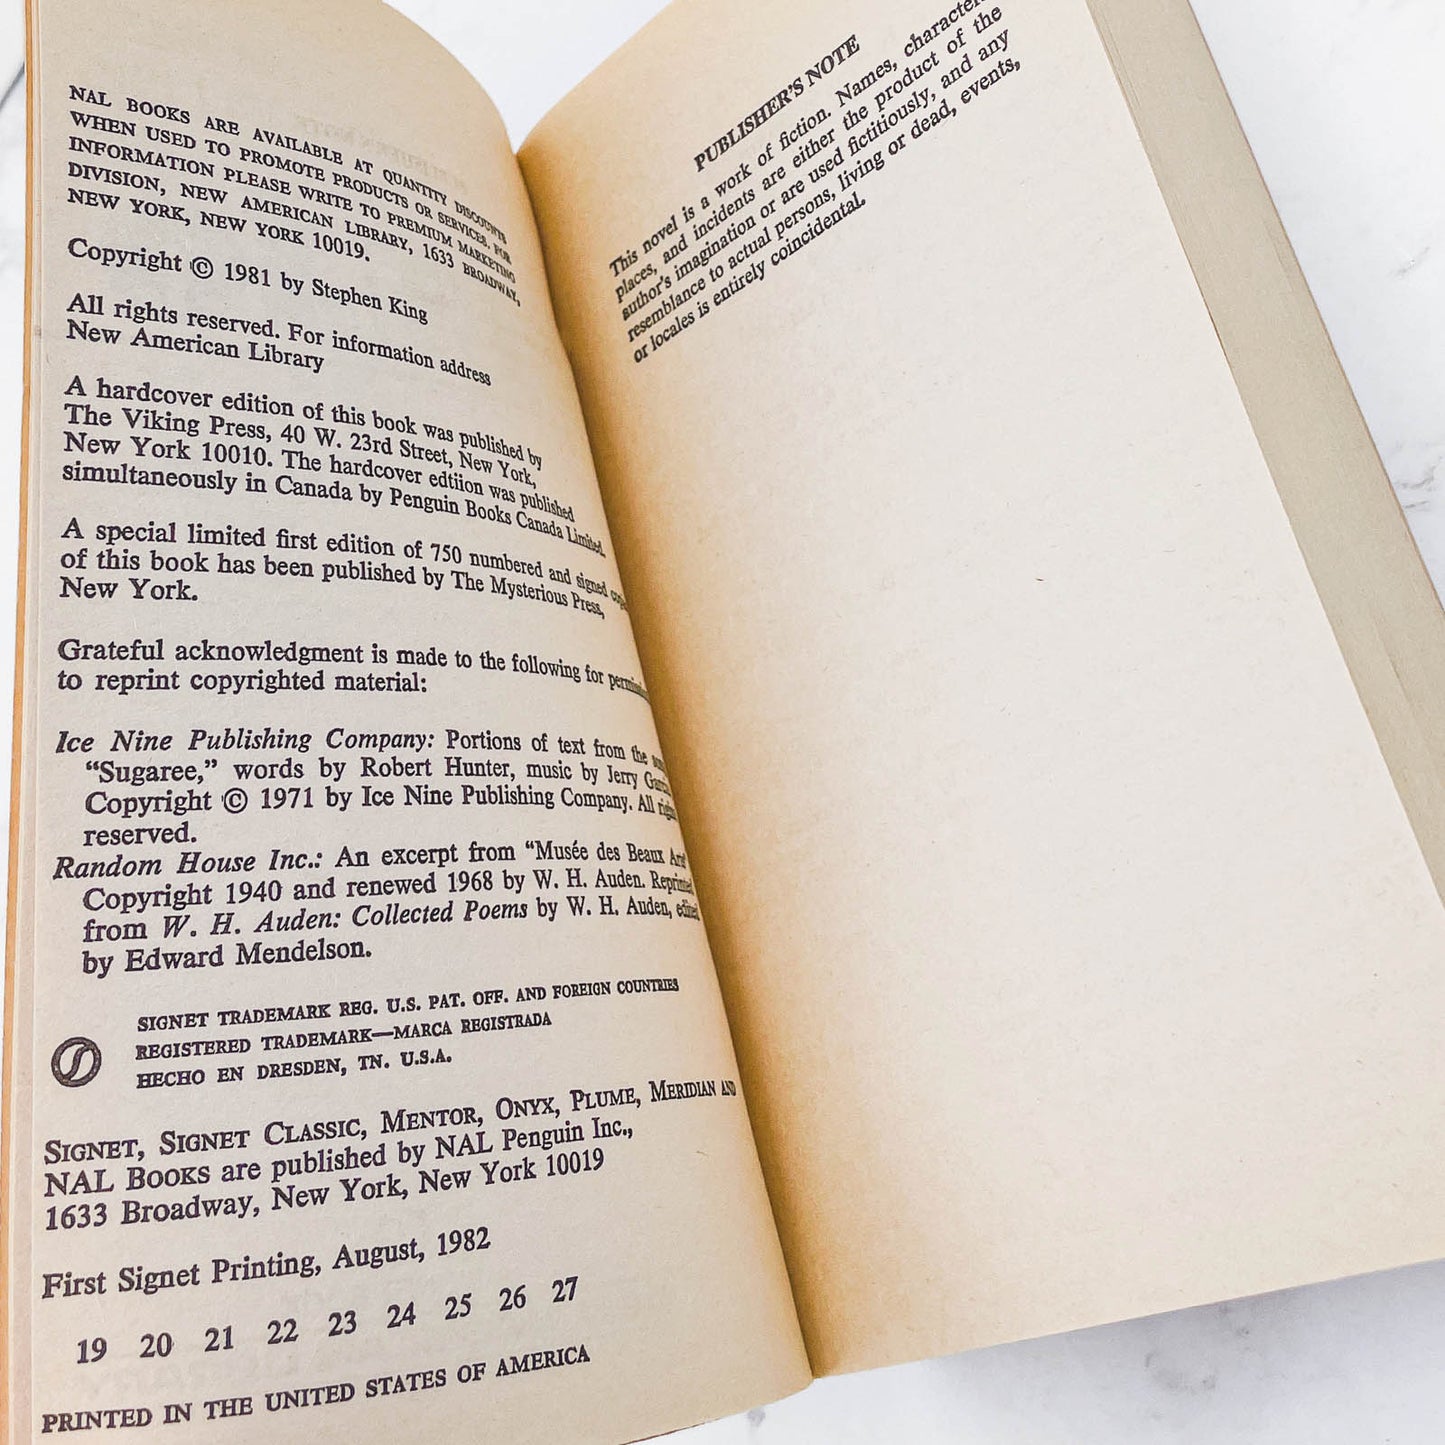 NAL BOOKS ARE AVAILABLE AT QUANTITY DISCOUNTS
WHEN USED TO PROMOTE PRODUCTS OR SERVICES. FOR
INFORMATION PLEASE WRITE TO PREMIUM MARKETING
DIVISION, NEW AMERICAN LIBRARY, 1633 BROADWAY,
NEW YORK, NEW YORK 10019.
Copyright © 1981 by Stephen King
All rights reserved. For information address
New American Library
A hardcover edition of this book was published by
The Viking Press, 40 W. 23rd Street, New York,
New York 10010. The hardcover edtiion was published
simultaneously in Canada by Penguin Books Canada Limited.
A special limited first edition of 750 numbered and signed
of this book has been published by The Mysterious Press,
New York.
Grateful acknowledgment is made to the following for
to reprint copyrighted material:
Ice Nine Publishing Company: Portions of text from the
"Sugaree," words by Robert Hunter, music by Jerry
Copyright © 1971 by Ice Nine Publishing Company. All
reserved.
Random House Inc.: An excerpt from "Musée des Beaux
Copyright 1940 and renewed 1968 by W. H. Auden. Reprinted
from W. H. Auden: Collected Poems by W. H. Auden, edited
by Edward Mendelson.
SIGNET TRADEMARK REG. U.S. PAT. OFF. AND FOREIGN COUNTRIES
REGISTERED TRADEMARK—MARCA REGISTRADA
HECHO EN DRESDEN, TN. U.S.A.
SIGNET, SIGNET CLASSIC, MENTOR, ONYX, PLUME, MERIDIAN AND
NAL BOOKS are published by NAL Penguin Inc.,
1633 Broadway, New York, New York 10019
First Signet Printing, August, 1982
19 20 21 22 23 24 25 26 27
PRINTED IN THE UNITED STATES OF AMERICA
PUBLISHER'S NOTE
This novel is a work of fiction. Names, characters
places, and incidents are either the product of the
author's imagination or are used fictitiously, and any
resemblance to actual persons, living or dead, events,
or locales is entirely coincidental.